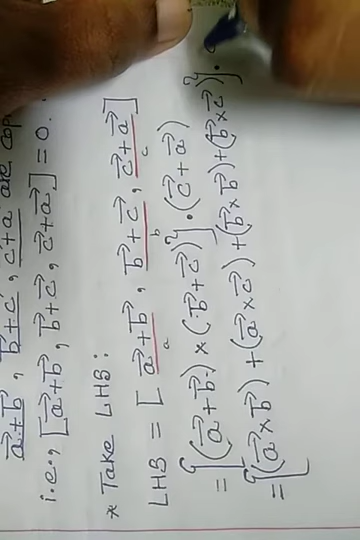 a⃗+b⃗, b⃗+c⃗, c⃗+a⃗ are cop
i.e., [a⃗+b⃗, b⃗+c⃗, c⃗+a⃗] = 0.
* Take LHS:
LHS = [a⃗+b⃗, b⃗+c⃗, c⃗+a⃗]
a b c
= {(a⃗+b⃗) × (b⃗+c⃗)}.(c⃗+a⃗)
= {(a⃗×b⃗)+(a⃗×c⃗)+(b⃗×b⃗)+(b⃗×c⃗)}.